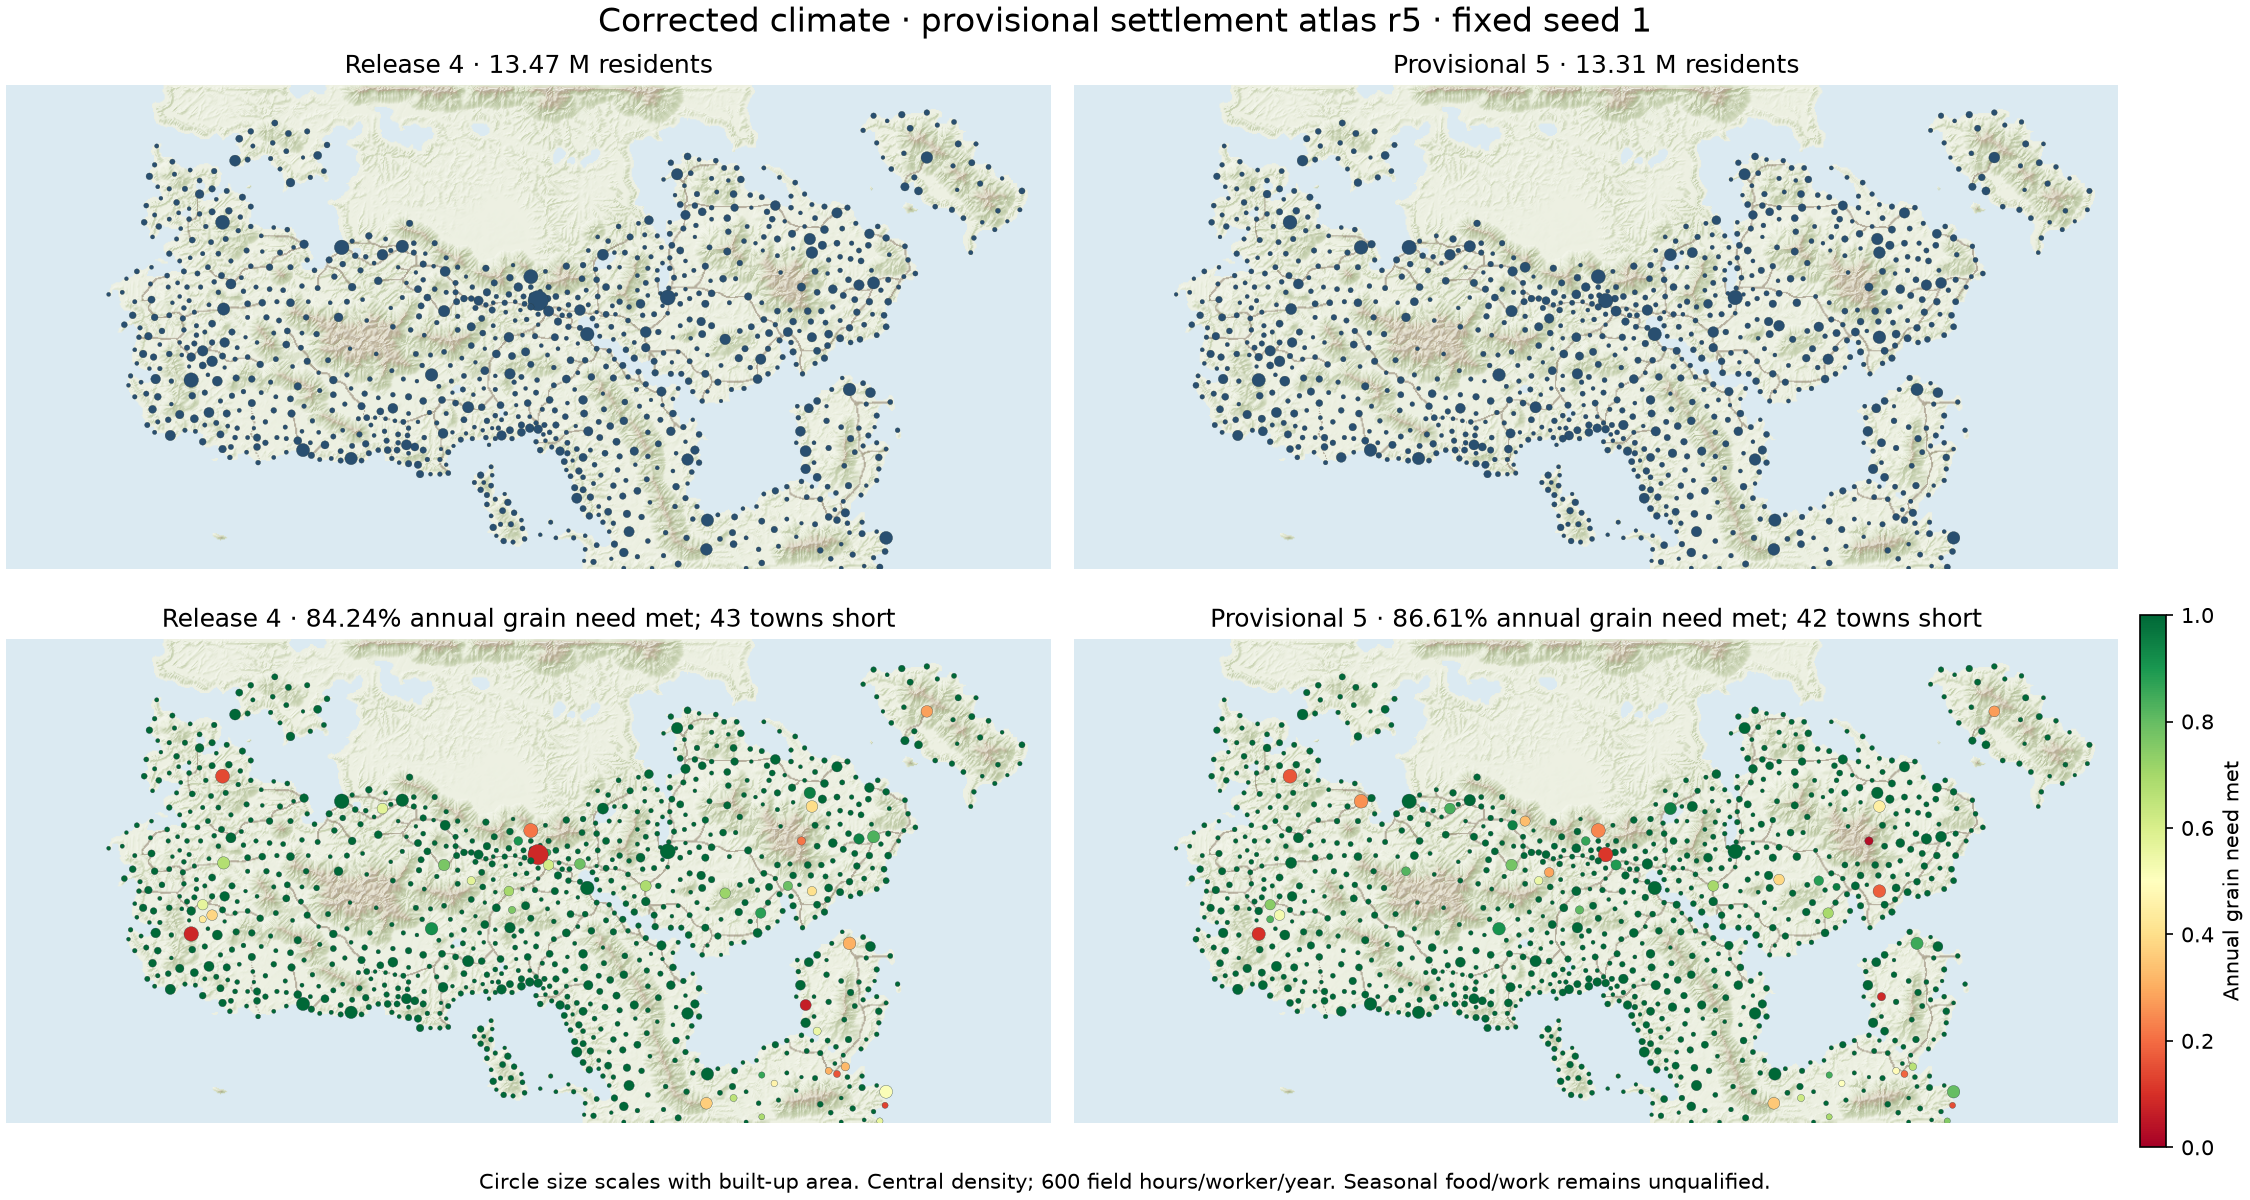 Corrected climate · provisional settlement atlas r5 · fixed seed 1
Release 4 · 13.47 M residents
Provisional 5 · 13.31 M residents
Release 4 · 84.24% annual grain need met; 43 towns short
Provisional 5 · 86.61% annual grain need met; 42 towns short
1.0
0.8
0.6
0.4
0.2
0.0
Annual grain need met
Circle size scales with built-up area. Central density; 600 field hours/worker/year. Seasonal food/work remains unqualified.